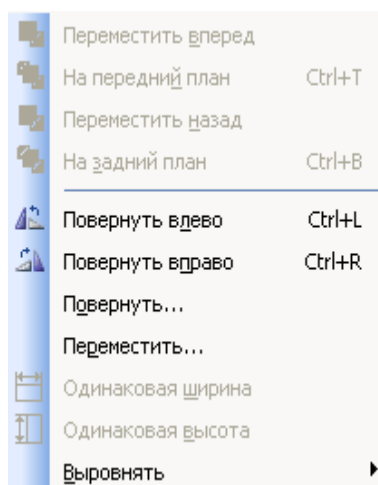 Переместить вперед
На передний план Ctrl+T
Переместить назад
На задний план Ctrl+B
Повернуть влево Ctrl+L
Повернуть вправо Ctrl+R
Повернуть...
Переместить...
Одинаковая ширина
Одинаковая высота
Выровнять